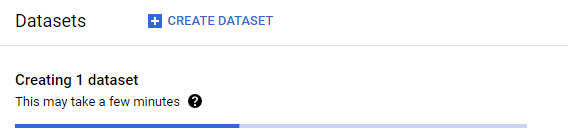 Datasets
CREATE DATASET
Creating 1 dataset
This may take a few minutes ?